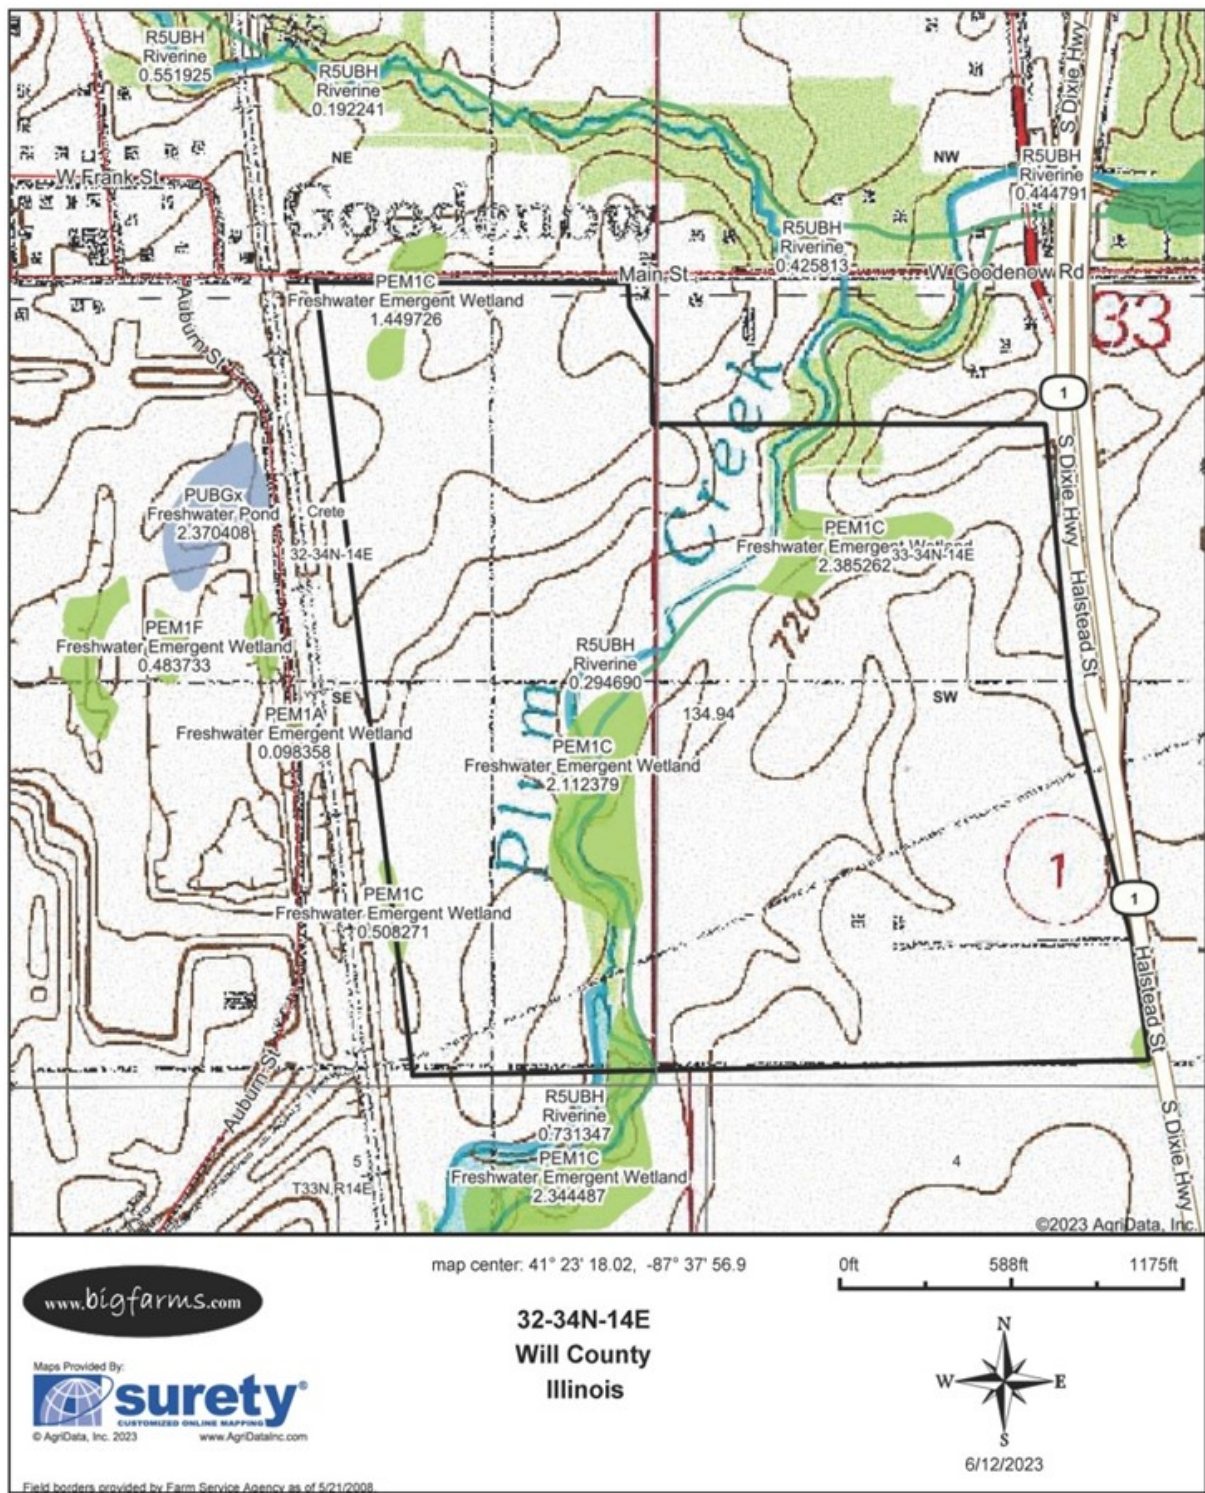 R5UBH
Riverine
0.551925
R5UBH
Riverine
0.192241
NE
NW
W Frank St
S Dixie Hwy
R5UBH
Riverine
0.444791
Goodenow
R5UBH
Riverine
0.425813
Main St
W Goodenow Rd
PEM1C
Freshwater Emergent Wetland
1.449726
Auburn St
33
Creek
1
S Dixie Hwy
PUBGx
Freshwater Pond
2.370408
Crete
32-34N-14E
PEM1C
Freshwater Emergent Wetland
2.385262
33-34N-14E
Halstead St
720
PEM1F
Freshwater Emergent Wetland
0.483733
R5UBH
Riverine
0.294690
SE
SW
134.94
Plum
PEM1A
Freshwater Emergent Wetland
0.098358
PEM1C
Freshwater Emergent Wetland
2.112379
1
1
PEM1C
Freshwater Emergent Wetland
0.508271
Halstead St
Auburn St
R5UBH
Riverine
0.731347
PEM1C
Freshwater Emergent Wetland
2.344487
5
T33N,R14E
4
S Dixie Hwy
©2023 AgriData, Inc.
map center: 41° 23' 18.02, -87° 37' 56.9
0ft 588ft 1175ft
www.bigfarms.com
32-34N-14E
Will County
Illinois
Maps Provided By:
surety®
CUSTOMIZED ONLINE MAPPING
© AgriData, Inc. 2023 www.AgriDataInc.com
N
W E
S
6/12/2023
Field borders provided by Farm Service Agency as of 5/21/2008.